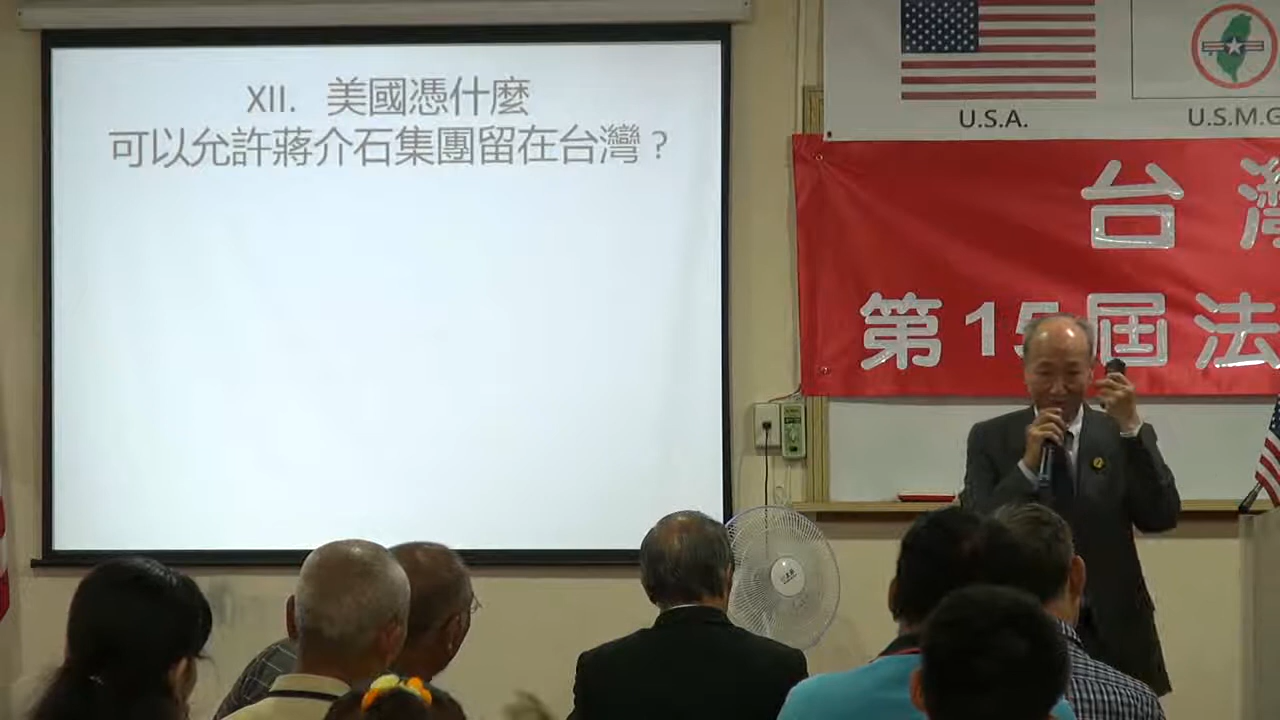 XII. 美國憑什麼
可以允許蔣介石集團留在台灣?
U.S.A.
U.S.M.G
台灣
第15屆法